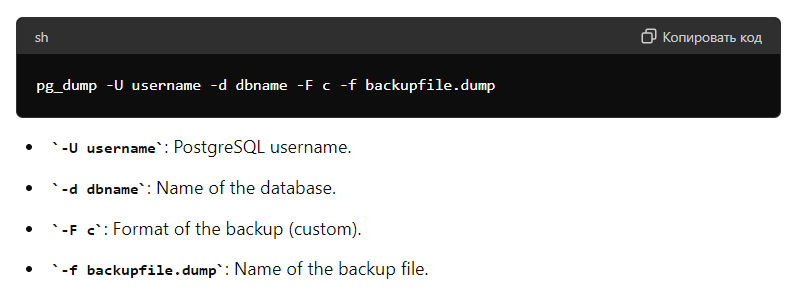 sh Копировать код
pg_dump -U username -d dbname -F c -f backupfile.dump
• `-U username`: PostgreSQL username.
• `-d dbname`: Name of the database.
• `-F c`: Format of the backup (custom).
• `-f backupfile.dump`: Name of the backup file.